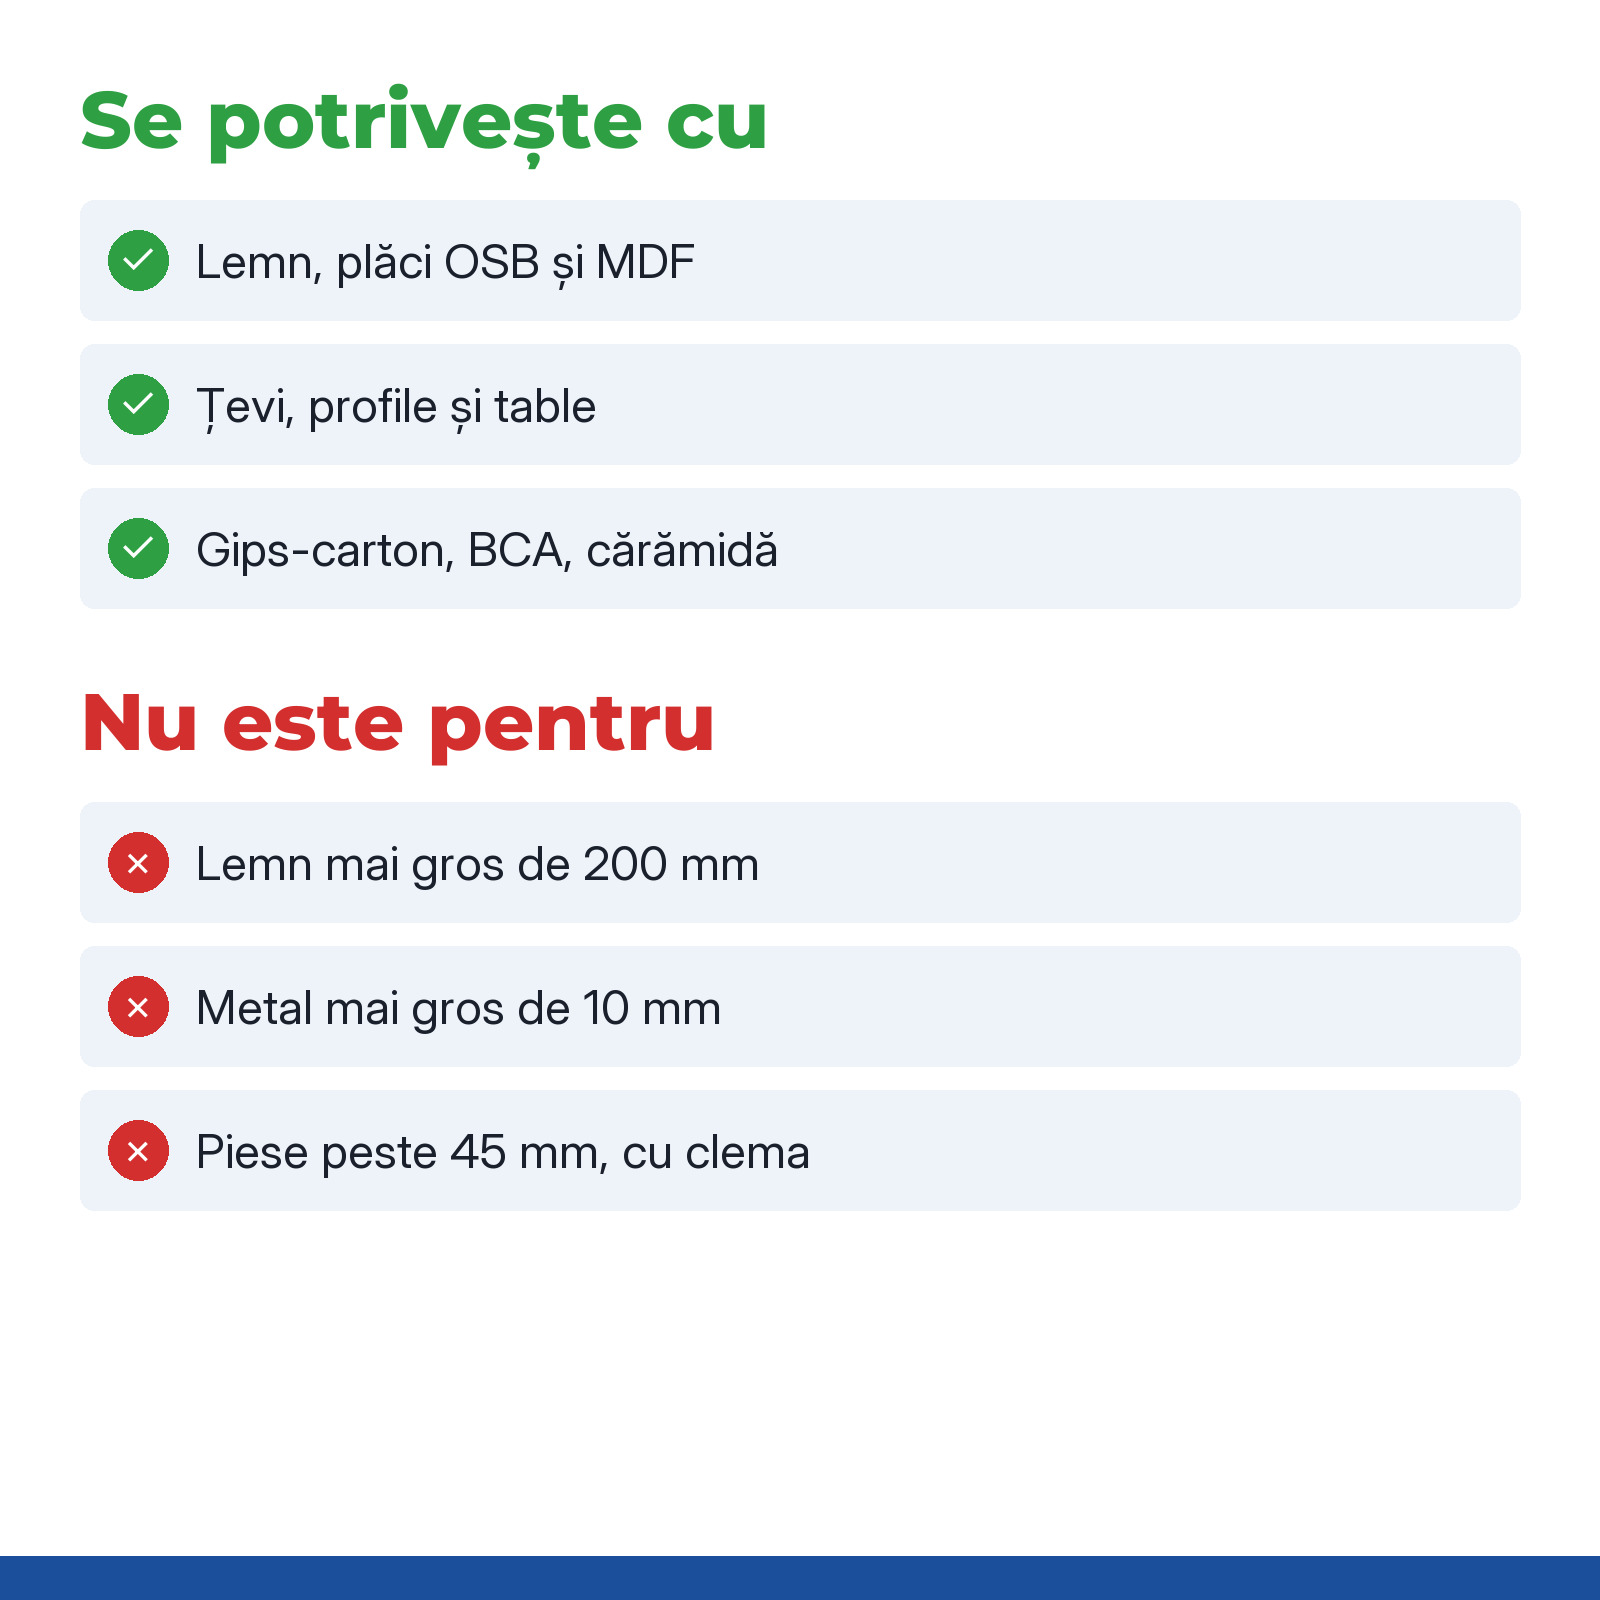 Se potrivește cu
Lemn, plăci OSB și MDF
Țevi, profile și table
Gips-carton, BCA, cărămidă
Nu este pentru
Lemn mai gros de 200 mm
Metal mai gros de 10 mm
Piese peste 45 mm, cu clema